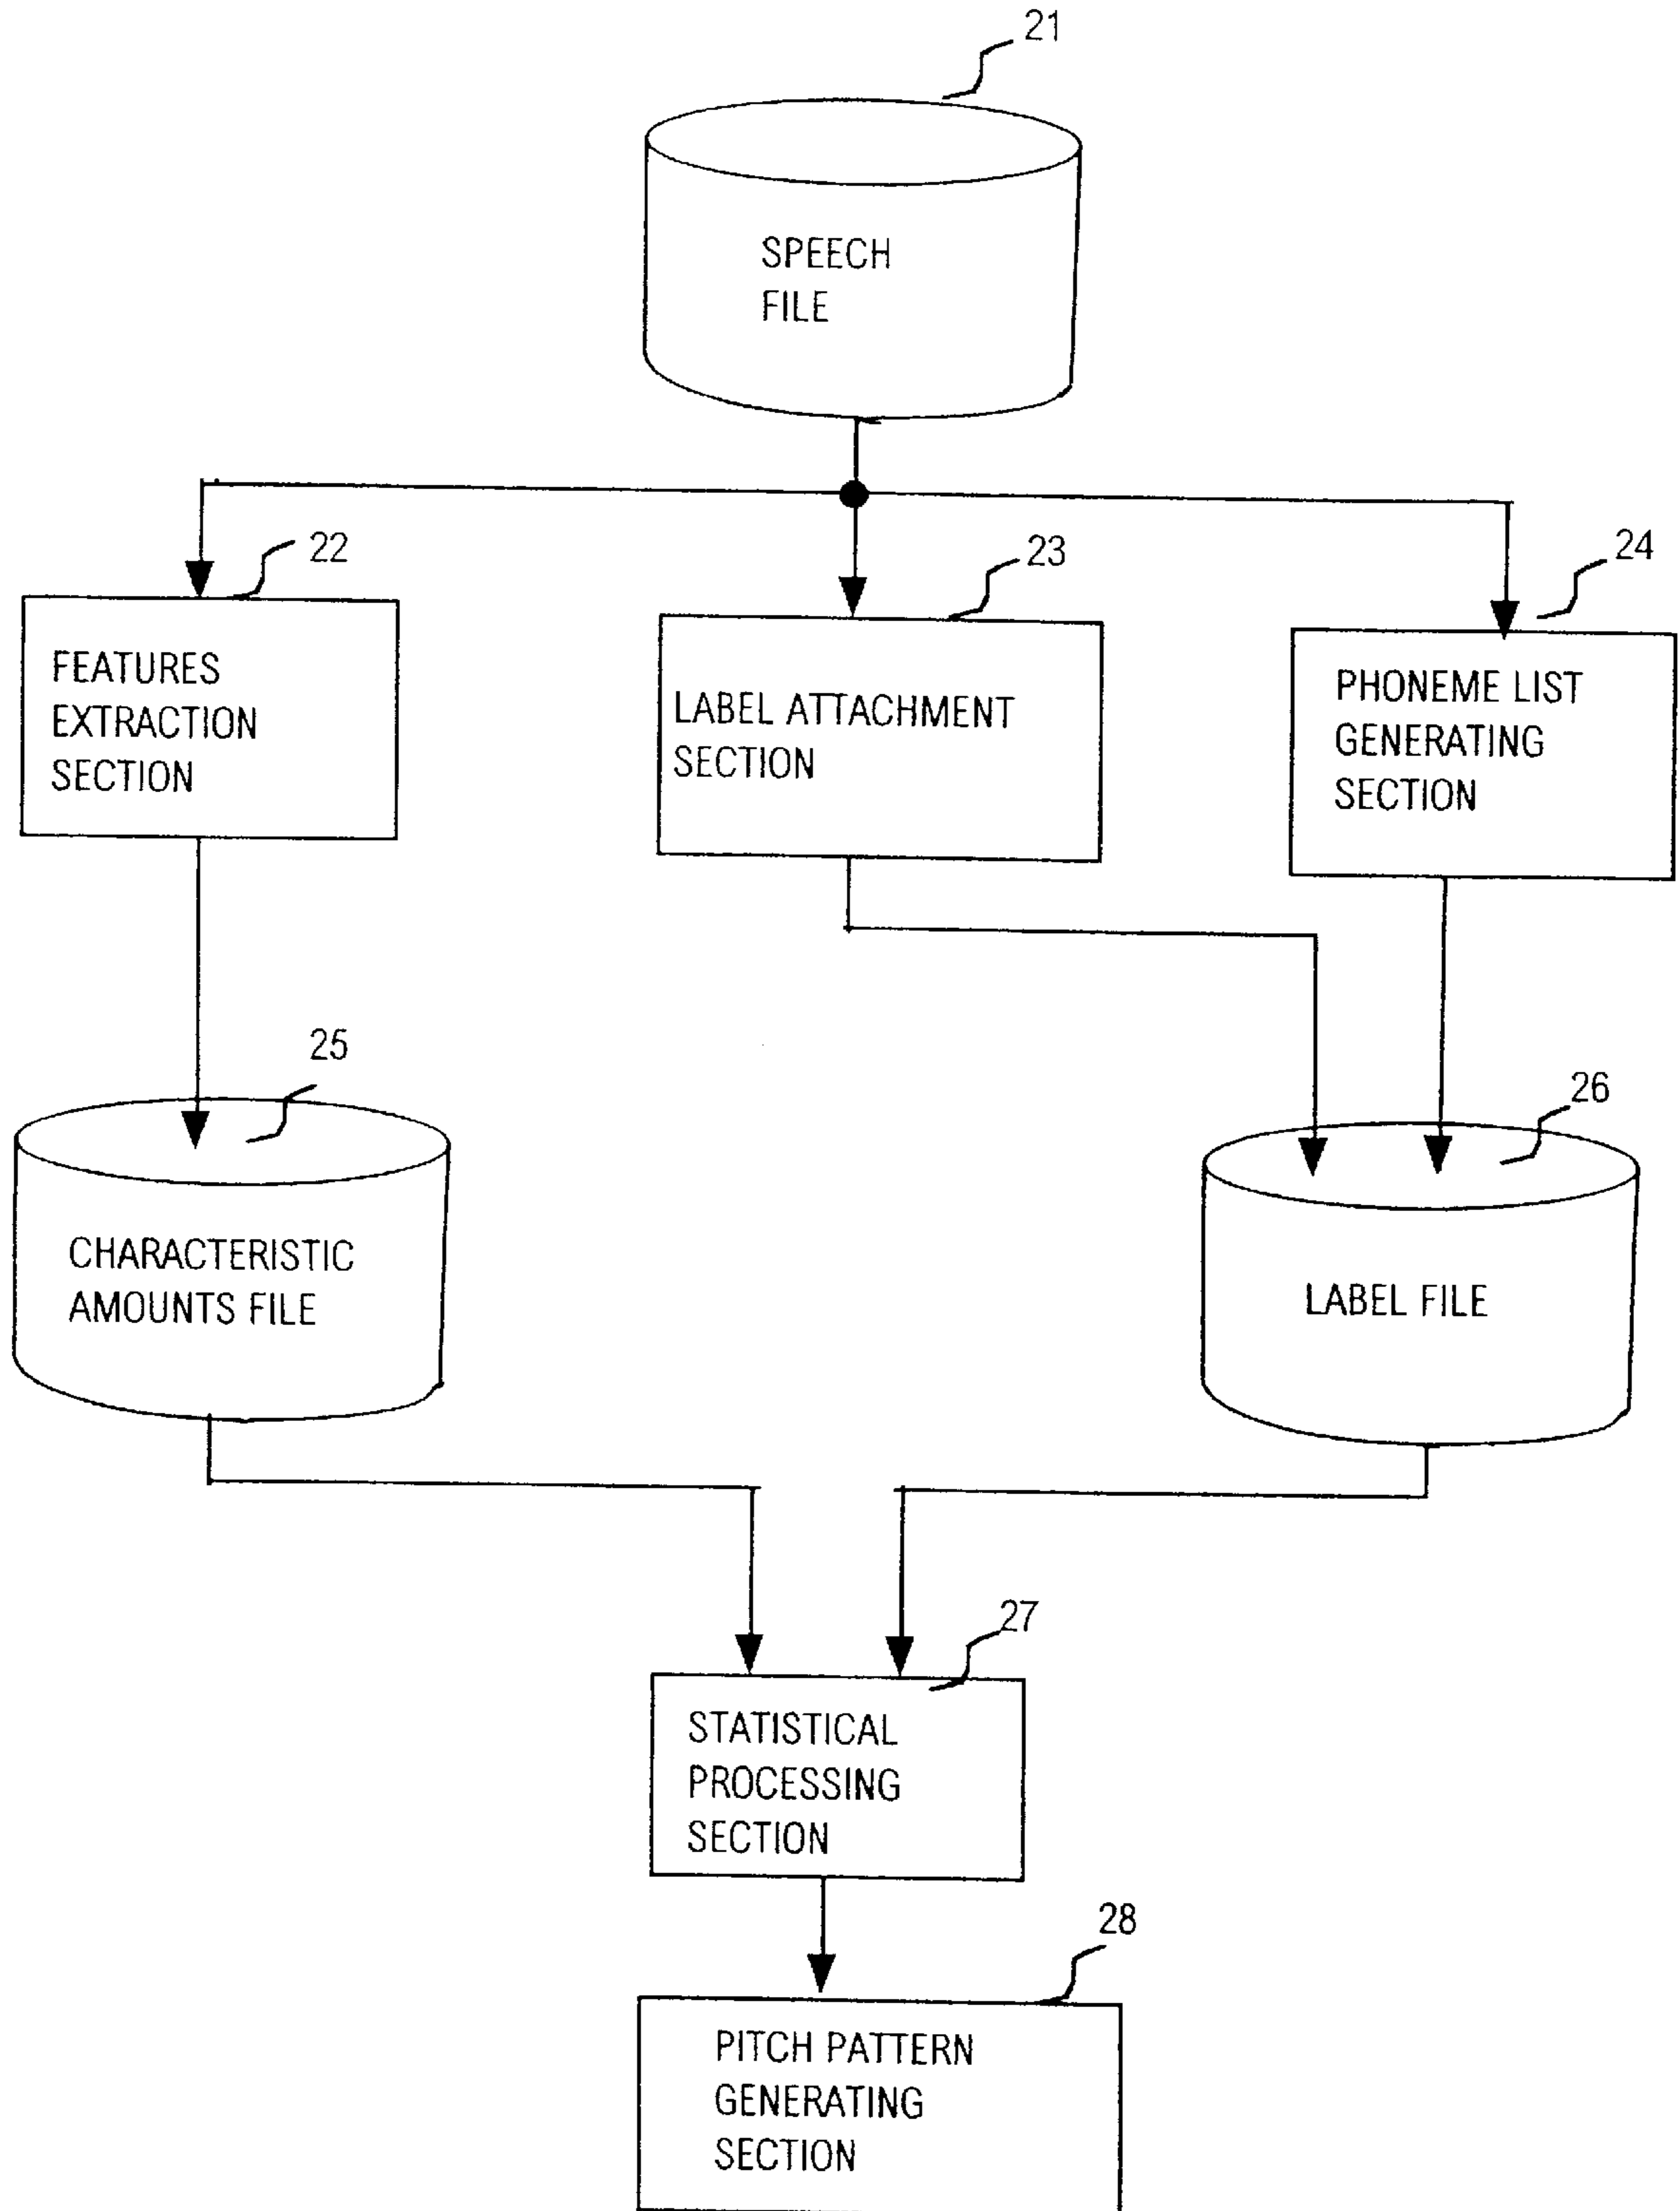 21
SPEECH
FILE
22
23
24
FEATURES
EXTRACTION
SECTION
LABEL ATTACHMENT
SECTION
PHONEME LIST
GENERATING
SECTION
25
26
CHARACTERISTIC
AMOUNTS FILE
LABEL FILE
27
STATISTICAL
PROCESSING
SECTION
28
PITCH PATTERN
GENERATING
SECTION